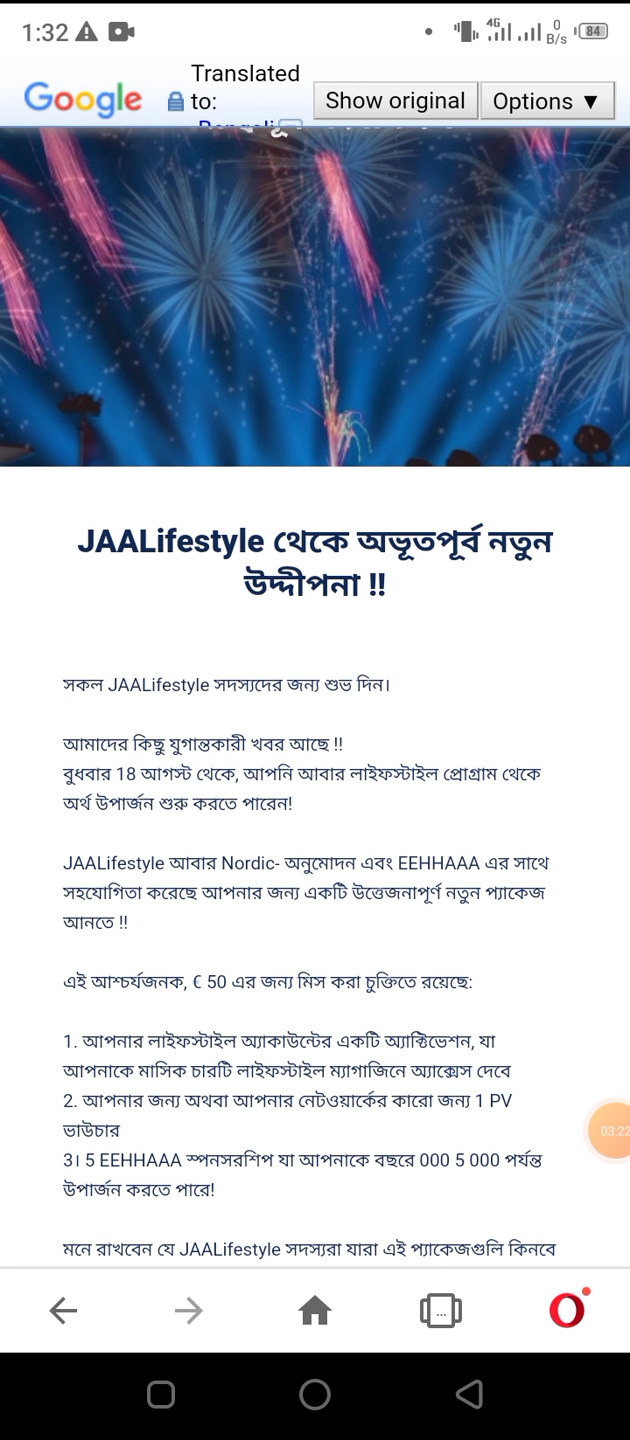 1:32
4G
0
B/s
84
Google
Translated
to:
Show original
Options ▼
Bengali
JAALifestyle থেকে অভূতপূর্ব নতুন
উদ্দীপনা !!
সকল JAALifestyle সদস্যদের জন্য শুভ দিন।
আমাদের কিছু যুগান্তকারী খবর আছে !!
বুধবার 18 আগস্ট থেকে, আপনি আবার লাইফস্টাইল প্রোগ্রাম থেকে
অর্থ উপার্জন শুরু করতে পারেন!
JAALifestyle আবার Nordic- অনুমোদন এবং EEHHAAA এর সাথে
সহযোগিতা করেছে আপনার জন্য একটি উত্তেজনাপূর্ণ নতুন প্যাকেজ
আনতে !!
এই আশ্চর্যজনক, € 50 এর জন্য মিস করা চুক্তিতে রয়েছে:
1. আপনার লাইফস্টাইল অ্যাকাউন্টের একটি অ্যাক্টিভেশন, যা
আপনাকে মাসিক চারটি লাইফস্টাইল ম্যাগাজিনে অ্যাক্সেস দেবে
2. আপনার জন্য অথবা আপনার নেটওয়ার্কের কারো জন্য 1 PV
ভাউচার
3। 5 EEHHAAA স্পনসরশিপ যা আপনাকে বছরে 000 5 000 পর্যন্ত
উপার্জন করতে পারে!
03:22
মনে রাখবেন যে JAALifestyle সদস্যরা যারা এই প্যাকেজগুলি কিনবে